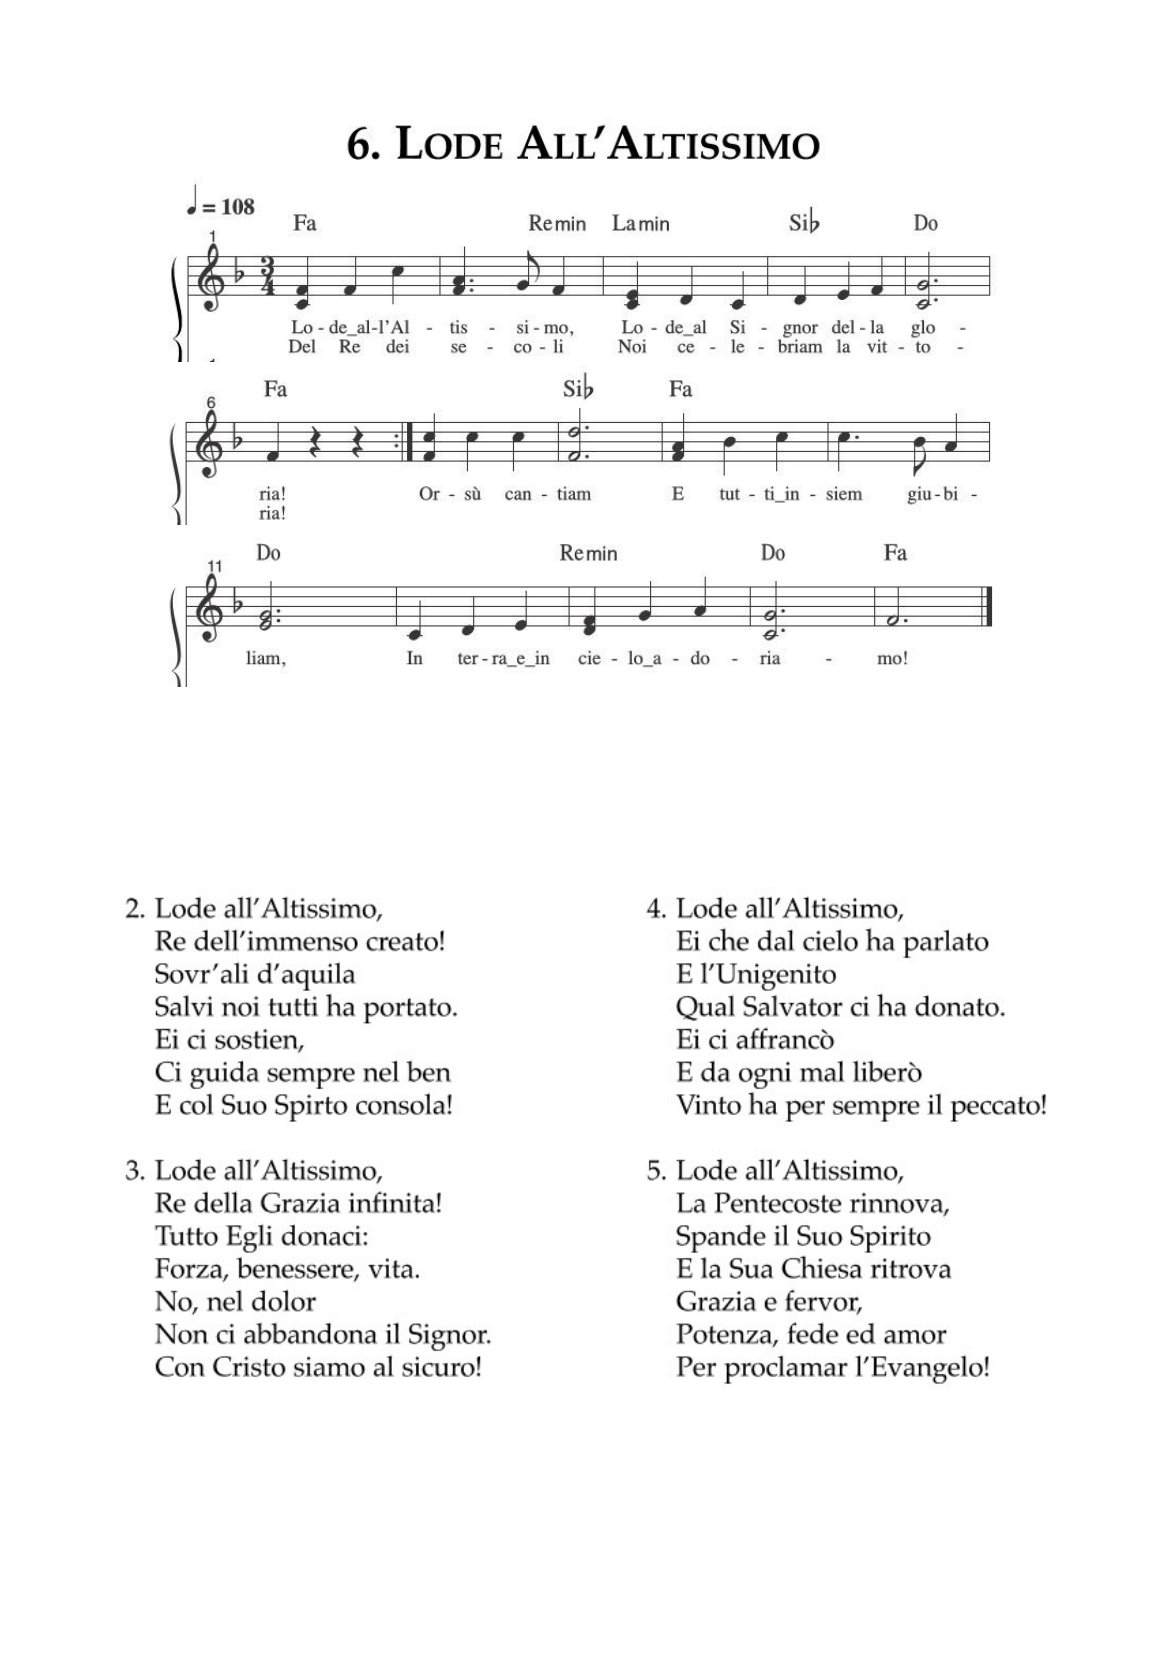 6. Lode All'Altissimo
= 108
Fa Remin Lamin Si♭ Do
1
3
4
Lo - de_al-l'Al - tis - si - mo, Lo - de_al Si - gnor del - la glo -
Del Re dei se - co - li Noi ce - le - briam la vit - to -
Fa Si♭ Fa
6
ria! Or - sù can - tiam E tut - ti_in - siem giu - bi -
ria!
Do Remin Do Fa
11
liam, In ter - ra_e_in cie - lo_a - do - ria - mo!
2. Lode all'Altissimo,
Re dell'immenso creato!
Sovr'ali d'aquila
Salvi noi tutti ha portato.
Ei ci sostien,
Ci guida sempre nel ben
E col Suo Spirto consola!
3. Lode all'Altissimo,
Re della Grazia infinita!
Tutto Egli donaci:
Forza, benessere, vita.
No, nel dolor
Non ci abbandona il Signor.
Con Cristo siamo al sicuro!
4. Lode all'Altissimo,
Ei che dal cielo ha parlato
E l'Unigenito
Qual Salvator ci ha donato.
Ei ci affrancò
E da ogni mal liberò
Vinto ha per sempre il peccato!
5. Lode all'Altissimo,
La Pentecoste rinnova,
Spande il Suo Spirito
E la Sua Chiesa ritrova
Grazia e fervor,
Potenza, fede ed amor
Per proclamar l'Evangelo!